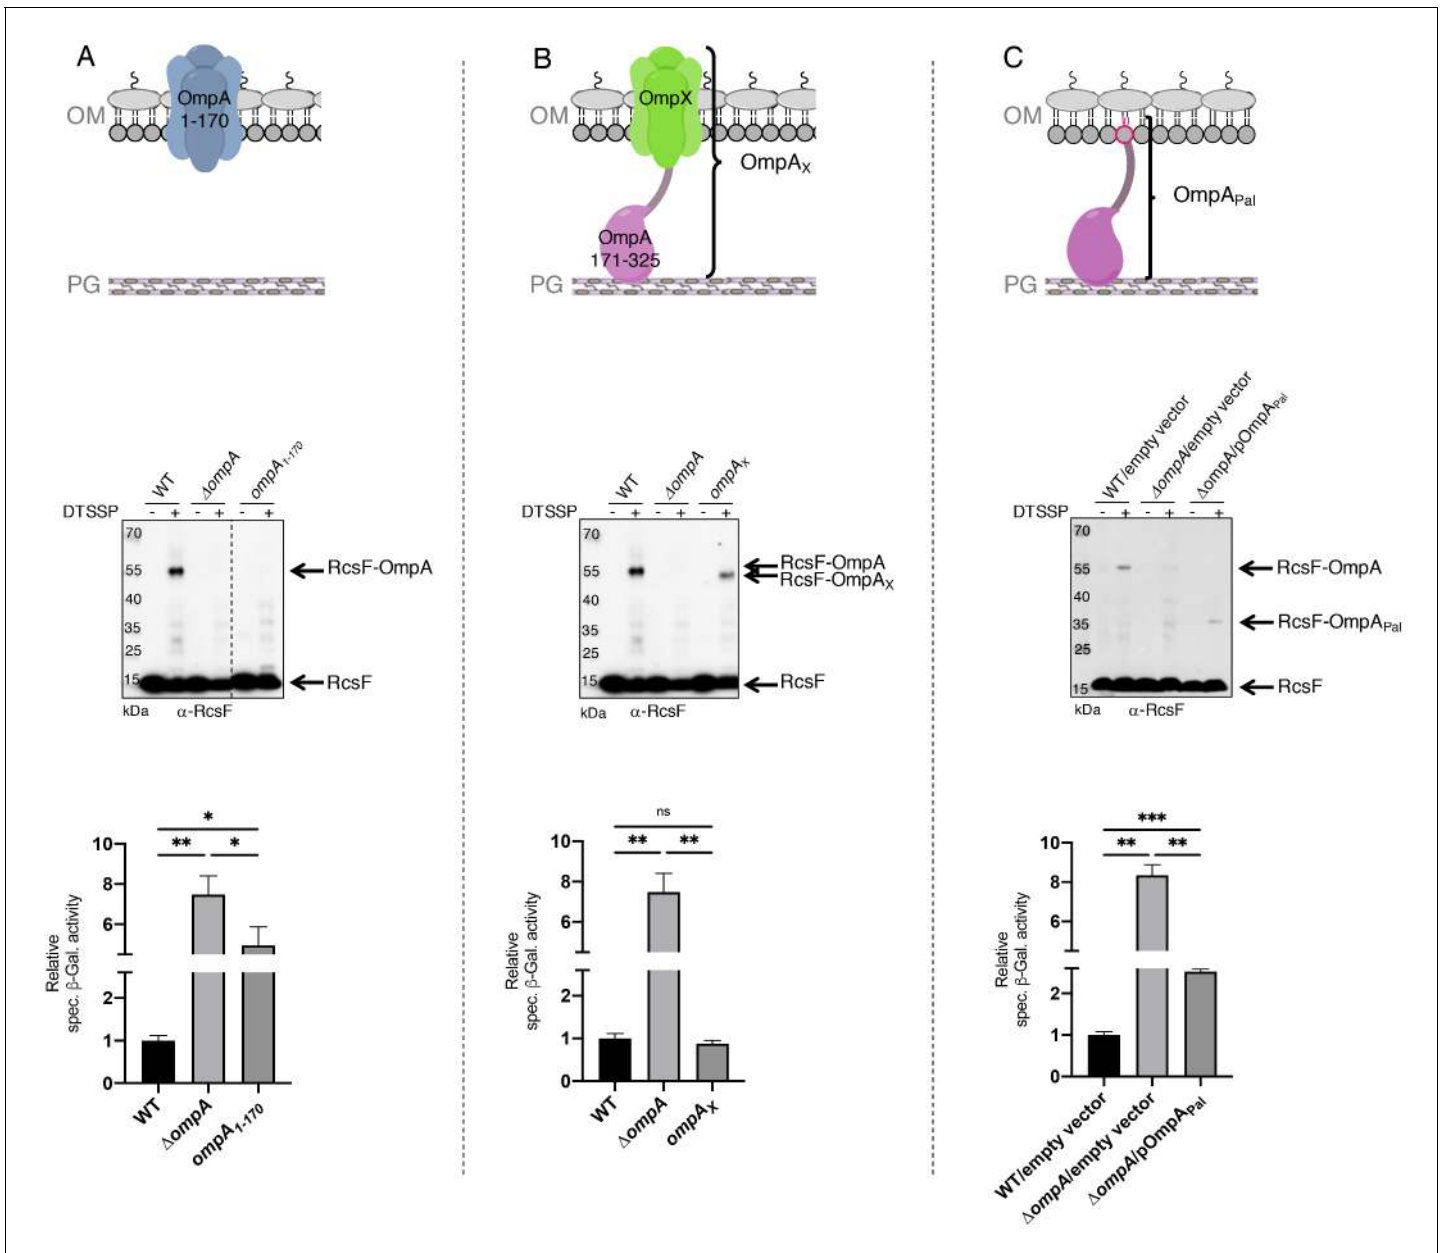 A
OM
OmpA
1-170
PG
WT
ΔompA
ompA1-170
DTSSP - + - + - +
70
55
40
35
25
15
RcsF-OmpA
RcsF
kDa α-RcsF
* 
** *
Relative
spec. β-Gal. activity
10
8
6
2
1
0
WT
ΔompA
ompA1-170
B
OM
OmpX
OmpAX
OmpA
171-325
PG
WT
ΔompA
ompAX
DTSSP - + - + - +
70
55
40
35
25
15
RcsF-OmpA
RcsF-OmpAX
RcsF
kDa α-RcsF
ns
** **
Relative
spec. β-Gal. activity
10
8
6
2
1
0
WT
ΔompA
ompAX
C
OM
OmpAPal
PG
WT/empty vector
ΔompA/empty vector
ΔompA/pOmpAPal
DTSSP - + - + - +
70
55
40
35
25
15
RcsF-OmpA
RcsF-OmpAPal
RcsF
kDa α-RcsF
***
** **
Relative
spec. β-Gal. activity
10
8
6
2
1
0
WT/empty vector
ΔompA/empty vector
ΔompA/pOmpAPal